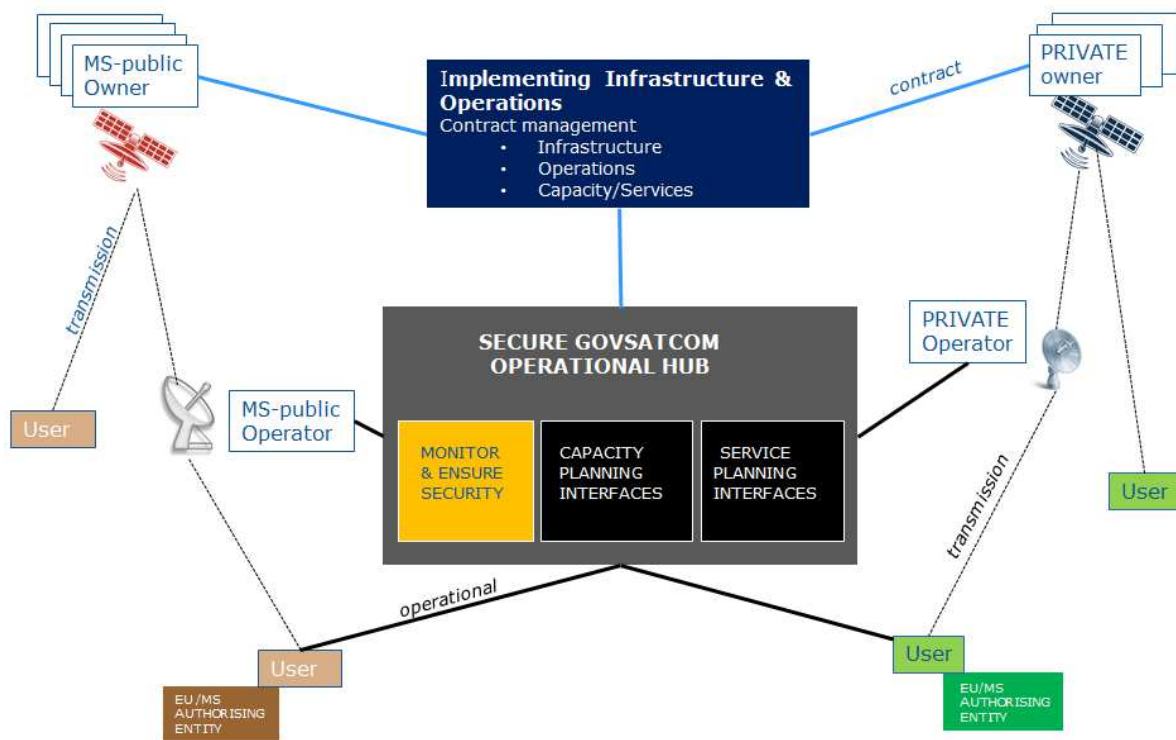 MS-public
Owner
PRIVATE
owner
Implementing Infrastructure &
Operations
Contract management
• Infrastructure
• Operations
• Capacity/Services
contract
transmission
SECURE GOVSATCOM
OPERATIONAL HUB
PRIVATE
Operator
MS-public
Operator
User
MONITOR
& ENSURE
SECURITY
CAPACITY
PLANNING
INTERFACES
SERVICE
PLANNING
INTERFACES
User
transmission
operational
User
User
EU/MS
AUTHORISING
ENTITY
EU/MS
AUTHORISING
ENTITY